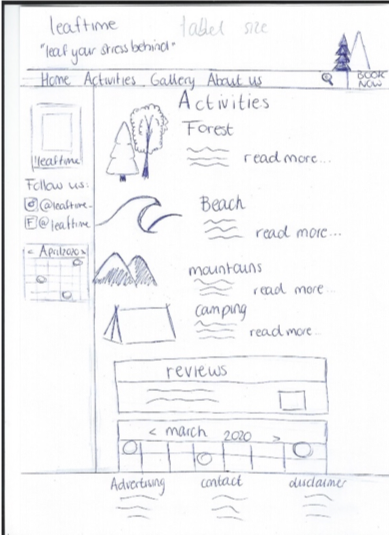 leaftime
tablet size
"leaf your stress behind"
Home Activities Gallery About us
BOOK NOW
Activities
Forest
read more...
leaftime
Follow us:
@leaftime
F @leaftime
Beach
read more...
< April 2020 >
mountains
read more...
camping
read more...
reviews
< march 2020 >
Advertising contact disclaimer